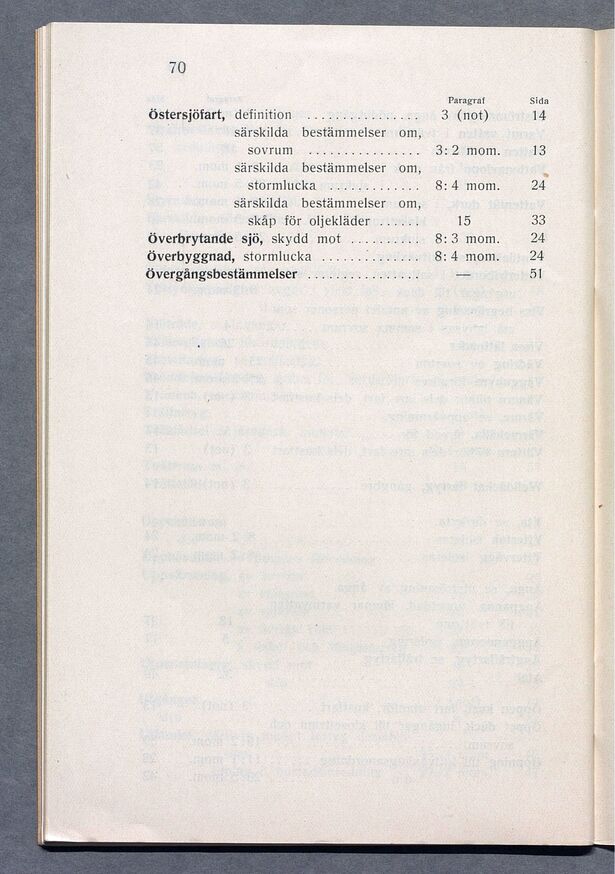 70
Paragraf Sida
Östersjöfart, definition . . . . . . . . . . . . . . 3 (not) 14
särskilda bestämmelser om,
sovrum . . . . . . . . . . . . . . 3: 2 mom. 13
särskilda bestämmelser om,
stormlucka . . . . . . . . . . 8: 4 mom. 24
särskilda bestämmelser om,
skåp för oljekläder . . . . . . 15 33
Överbrytande sjö, skydd mot . . . . . . . . . . 8: 3 mom. 24
Överbyggnad, stormlucka . . . . . . . . . . . . 8: 4 mom. 24
Övergångsbestämmelser . . . . . . . . . . . . . . — 51